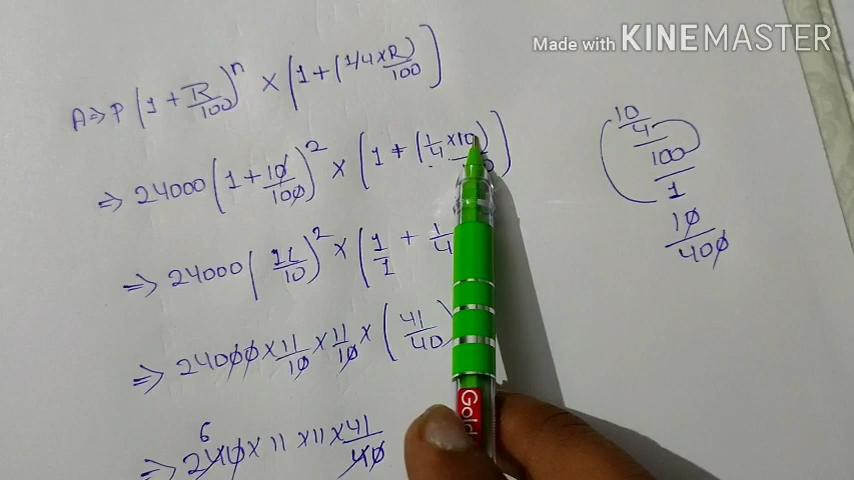 Made with KINEMASTER
A => P (1 + R/100)^n × (1 + (1/4 × R)/100)
=> 24000 (1 + 10/100)^2 × (1 + (1/4 × 10)
=> 24000 (11/10)^2 × (1/1 + 1/4
=> 24000 × 11/10 × 11/10 × (41/40)
6
=> 2410 × 11 × 11 × 41/40
10/4
100
1
10/400
Gold